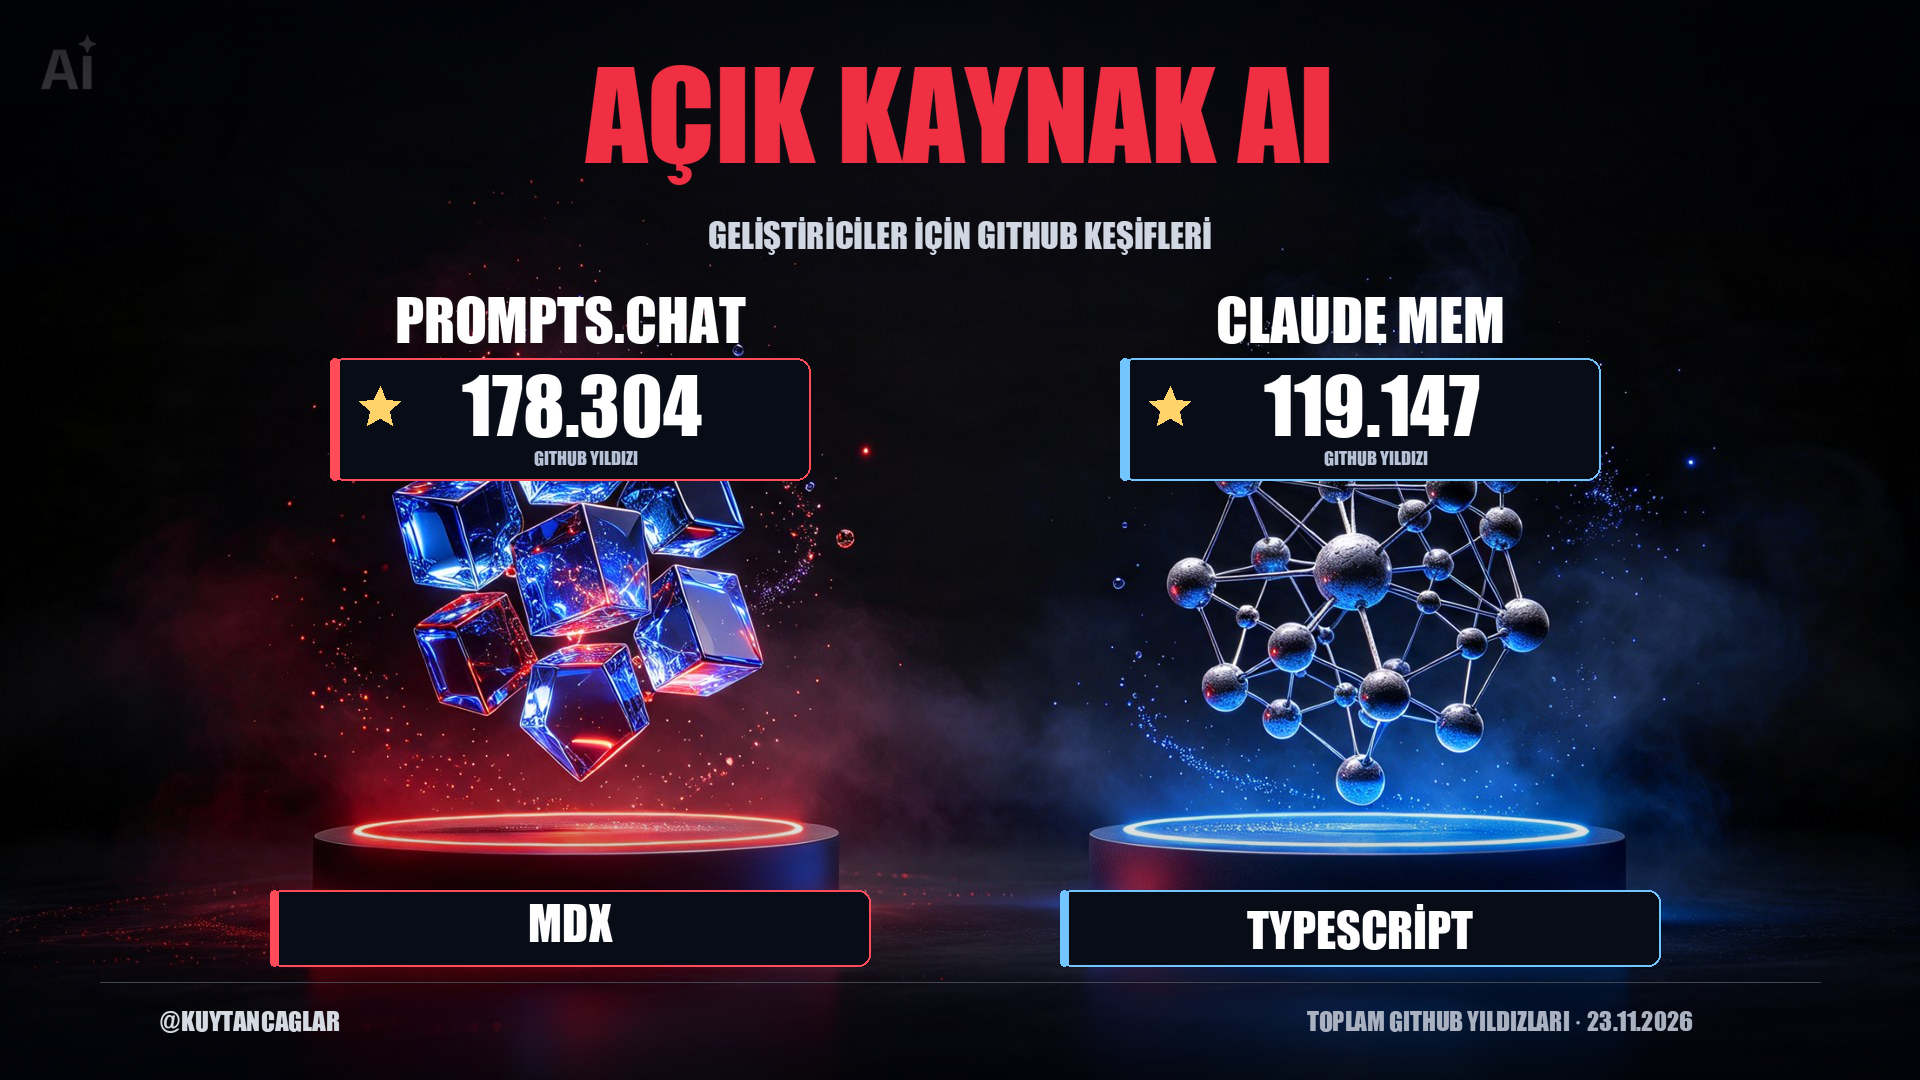 Ai
AÇIK KAYNAK AI
GELİŞTİRİCİLER İÇİN GITHUB KEŞİFLERİ
PROMPTS.CHAT
178.304
GITHUB YILDIZI
MDX
CLAUDE MEM
119.147
GITHUB YILDIZI
TYPESCRİPT
@KUYTANCAGLAR
TOPLAM GITHUB YILDIZLARI · 23.11.2026